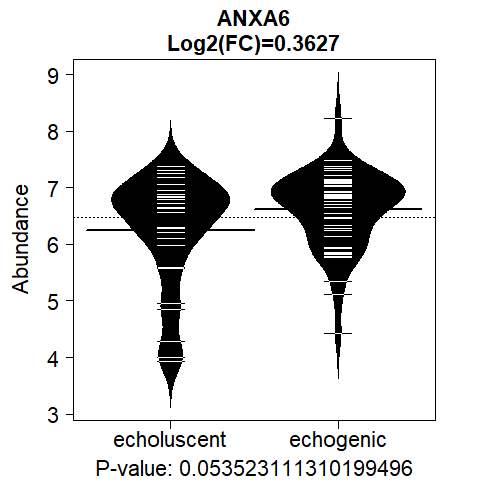 ANXA6
Log2(FC)=0.3627
Abundance
9
8
7
6
5
4
3
echoluscent echogenic
P-value: 0.053523111310199496